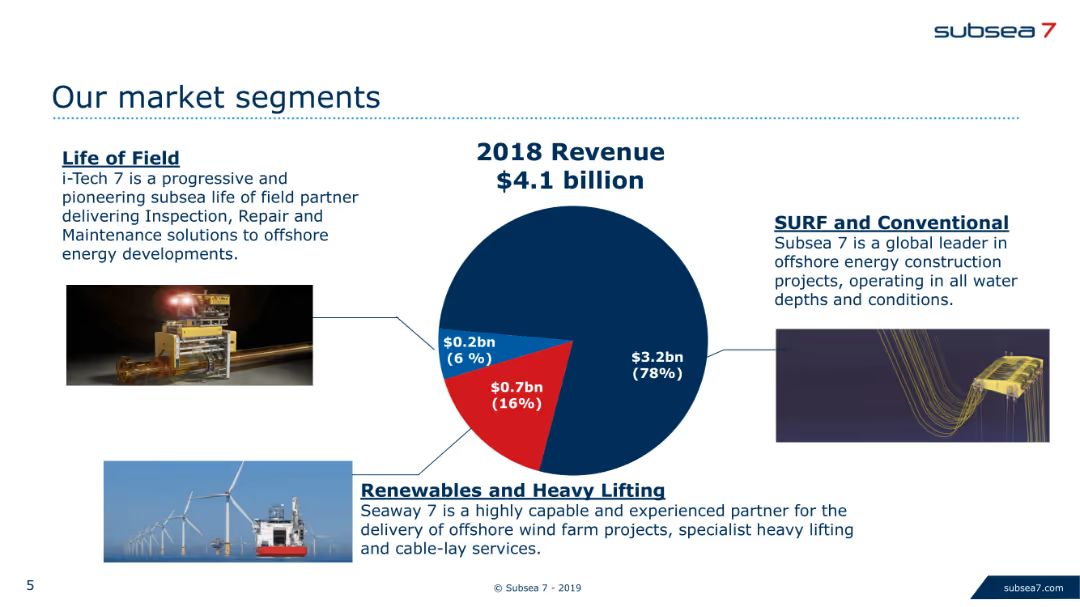 subsea 7
Our market segments
Life of Field
i-Tech 7 is a progressive and
pioneering subsea life of field partner
delivering Inspection, Repair and
Maintenance solutions to offshore
energy developments.
2018 Revenue
$4.1 billion
SURF and Conventional
Subsea 7 is a global leader in
offshore energy construction
projects, operating in all water
depths and conditions.
$0.2bn
(6 %)
$3.2bn
(78%)
$0.7bn
(16%)
Renewables and Heavy Lifting
Seaway 7 is a highly capable and experienced partner for the
delivery of offshore wind farm projects, specialist heavy lifting
and cable-lay services.
5
© Subsea 7 - 2019
subsea7.com